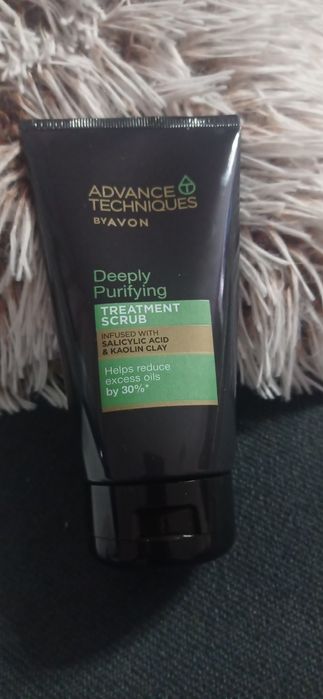 ADVANCE
TECHNIQUES
BY AVON
Deeply
Purifying
TREATMENT
SCRUB
INFUSED WITH
SALICYLIC ACID
& KAOLIN CLAY
Helps reduce
excess oils
by 30%*